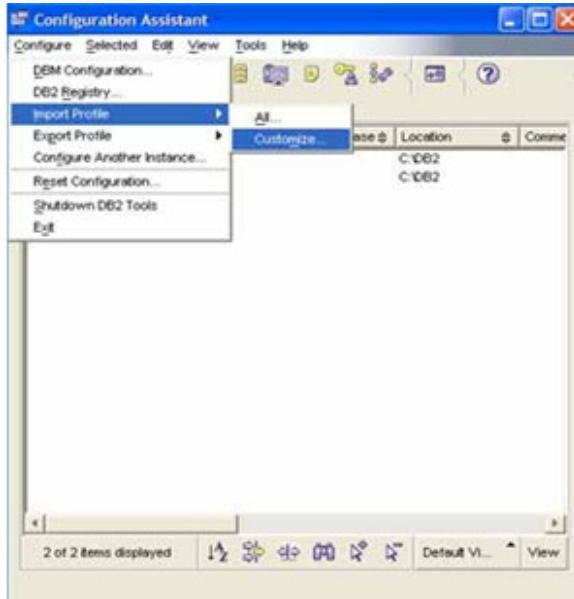 Configuration Assistant
Configure Selected Edit View Tools Help
DBM Configuration...
DB2 Registry...
Import Profile
All...
Export Profile
Customize...
ase Location Comme
Configure Another Instance...
C:\DB2
Reset Configuration...
C:\DB2
Shutdown DB2 Tools
Exit
2 of 2 items displayed
Default Vi...
View